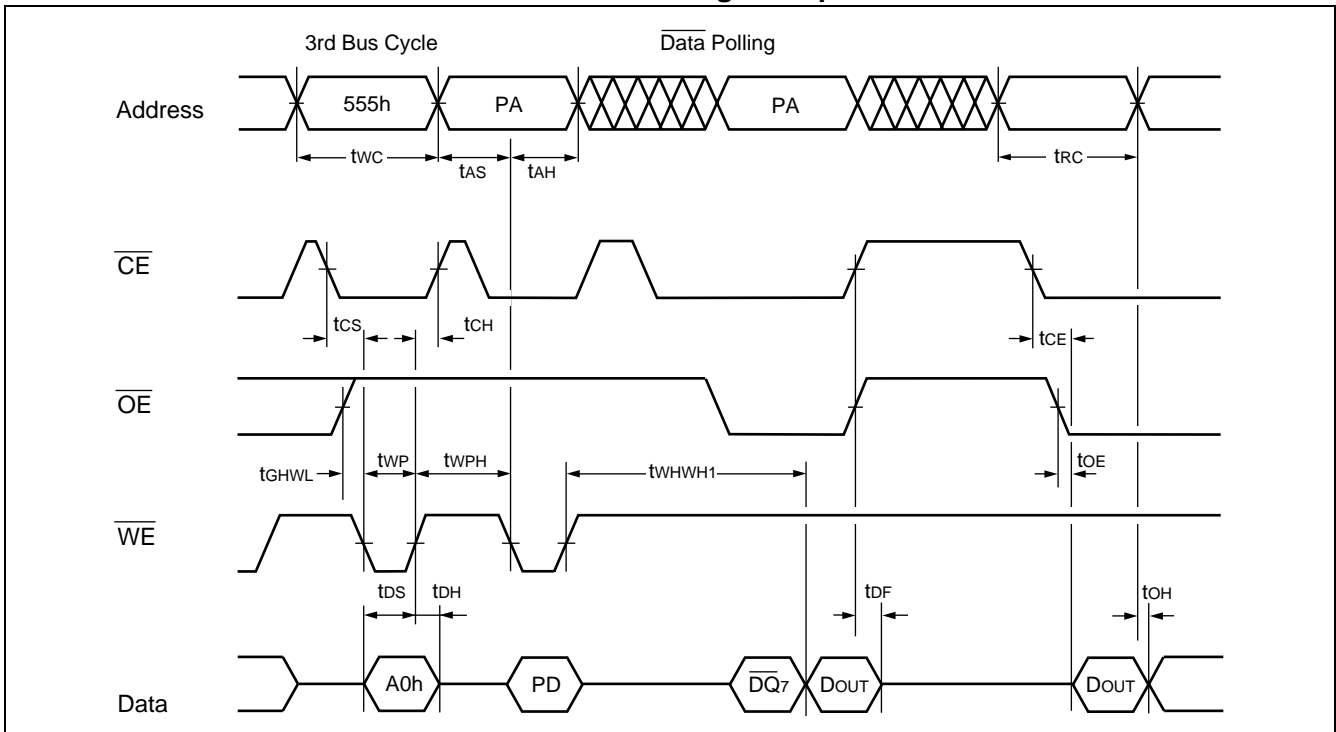 3rd Bus Cycle
Data Polling
Address
555h
PA
PA
tWC
tAS
tAH
tRC
CE
tCS
tCH
tCE
OE
tGHWL
tWP
tWPH
tWHWH1
tOE
WE
tDS
tDH
tDF
tOH
Data
A0h
PD
DQ7
DOUT
DOUT